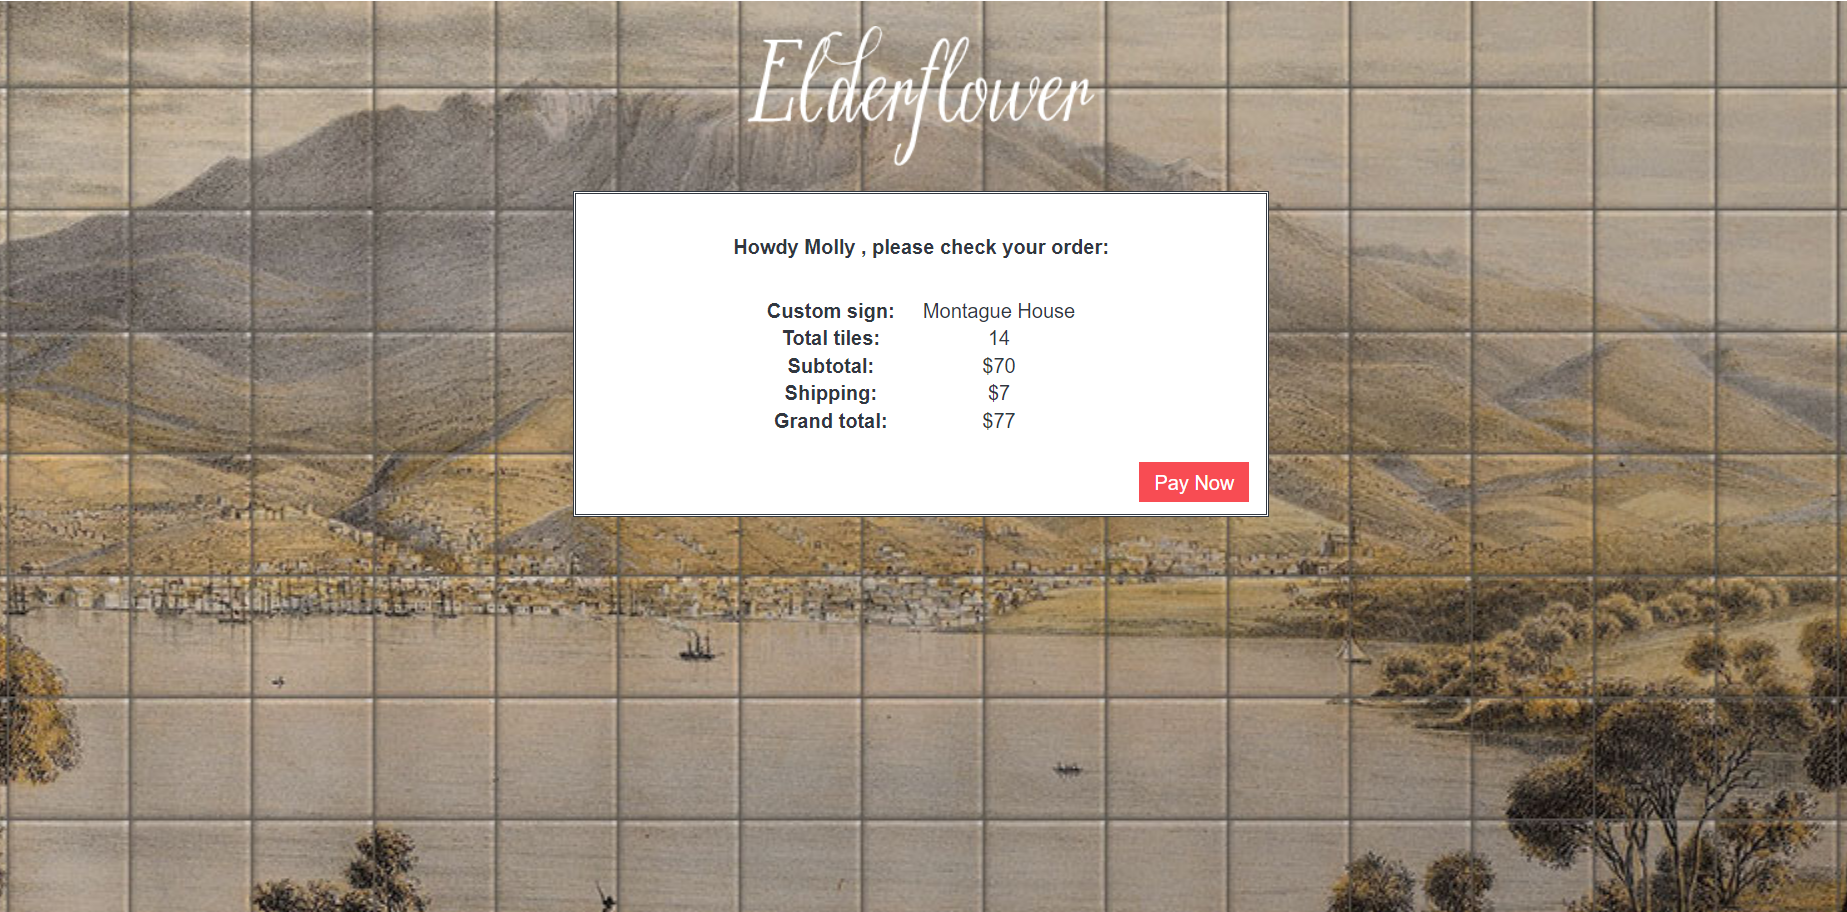 Elderflower
Howdy Molly , please check your order:
Custom sign: Montague House
Total tiles: 14
Subtotal: $70
Shipping: $7
Grand total: $77
Pay Now